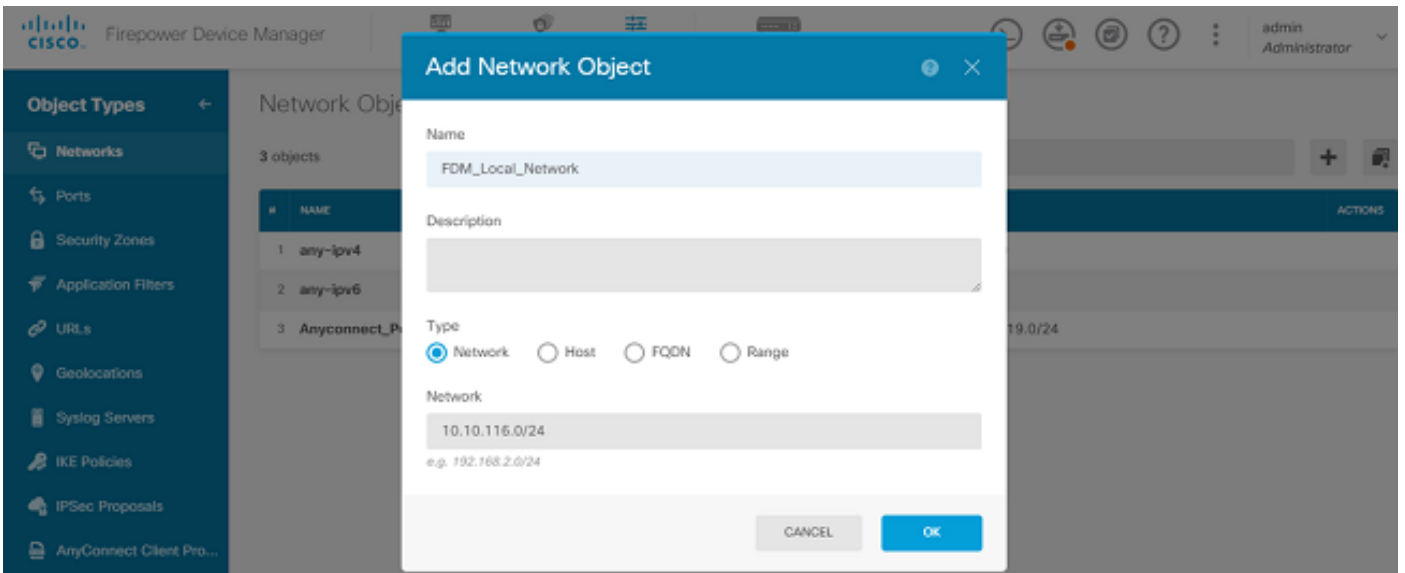 CISCO. Firepower Device Manager
admin
Administrator
Object Types
Networks
Ports
Security Zones
Application Filters
URLs
Geolocations
Syslog Servers
IKE Policies
IPSec Proposals
AnyConnect Client Pro...
Network Obje
3 objects
# NAME ACTIONS
1 any-ipv4
2 any-ipv6
3 Anyconnect_P 19.0/24
Add Network Object
Name
FDM_Local_Network
Description
Type
Network Host FQDN Range
Network
10.10.116.0/24
e.g. 192.168.2.0/24
CANCEL OK